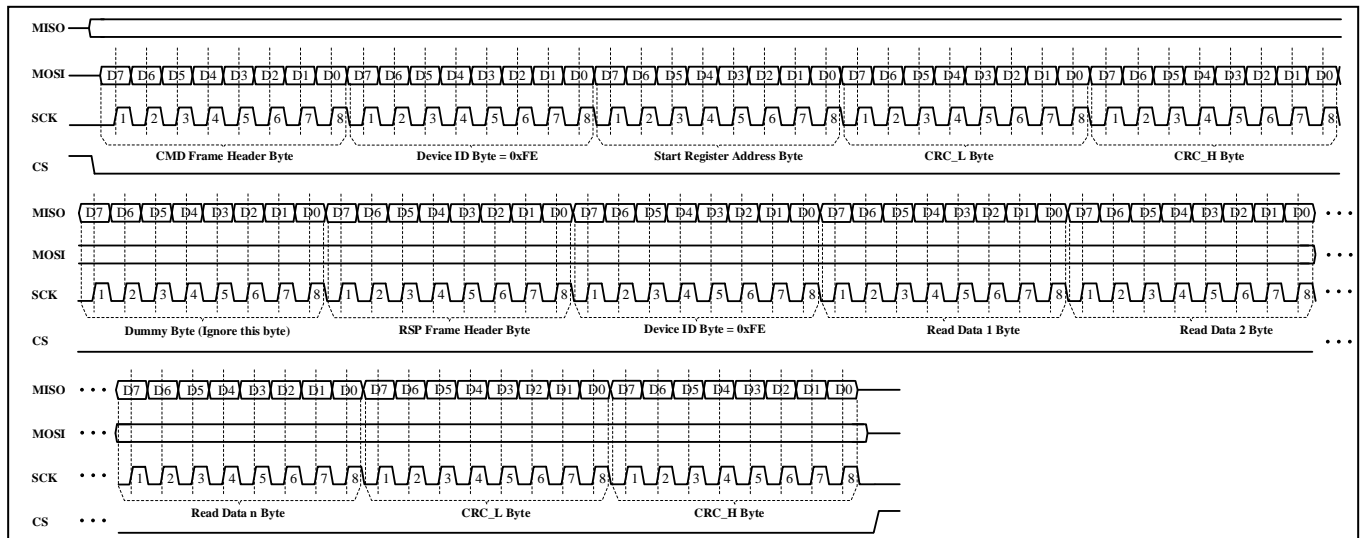 MISO
MOSI D7 D6 D5 D4 D3 D2 D1 D0 D7 D6 D5 D4 D3 D2 D1 D0 D7 D6 D5 D4 D3 D2 D1 D0 D7 D6 D5 D4 D3 D2 D1 D0 D7 D6 D5 D4 D3 D2 D1 D0
SCK 1 2 3 4 5 6 7 8 1 2 3 4 5 6 7 8 1 2 3 4 5 6 7 8 1 2 3 4 5 6 7 8 1 2 3 4 5 6 7 8
CMD Frame Header Byte Device ID Byte = 0xFE Start Register Address Byte CRC_L Byte CRC_H Byte
CS
MISO D7 D6 D5 D4 D3 D2 D1 D0 D7 D6 D5 D4 D3 D2 D1 D0 D7 D6 D5 D4 D3 D2 D1 D0 D7 D6 D5 D4 D3 D2 D1 D0 D7 D6 D5 D4 D3 D2 D1 D0 • • •
MOSI • • •
SCK 1 2 3 4 5 6 7 8 1 2 3 4 5 6 7 8 1 2 3 4 5 6 7 8 1 2 3 4 5 6 7 8 1 2 3 4 5 6 7 8 • • •
Dummy Byte (Ignore this byte) RSP Frame Header Byte Device ID Byte = 0xFE Read Data 1 Byte Read Data 2 Byte
CS • • •
MISO • • • D7 D6 D5 D4 D3 D2 D1 D0 D7 D6 D5 D4 D3 D2 D1 D0 D7 D6 D5 D4 D3 D2 D1 D0
MOSI • • •
SCK • • • 1 2 3 4 5 6 7 8 1 2 3 4 5 6 7 8 1 2 3 4 5 6 7 8
Read Data n Byte CRC_L Byte CRC_H Byte
CS • • •